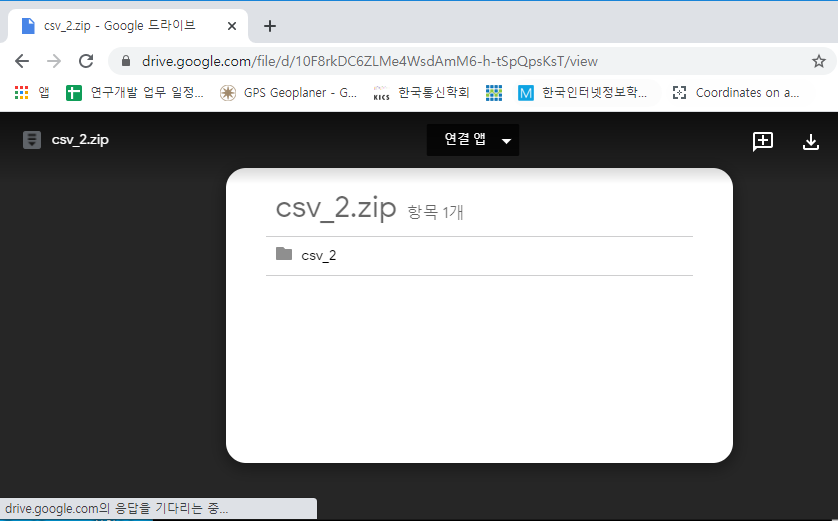 csv_2.zip - Google 드라이브
drive.google.com/file/d/10F8rkDC6ZLMe4WsdAmM6-h-tSpQpsKsT/view
앱 연구개발 업무 일정... GPS Geoplaner - G... KICS 한국통신학회 M 한국인터넷정보학... Coordinates on a...
csv_2.zip 연결 앱
csv_2.zip 항목 1개
csv_2
drive.google.com의 응답을 기다리는 중...